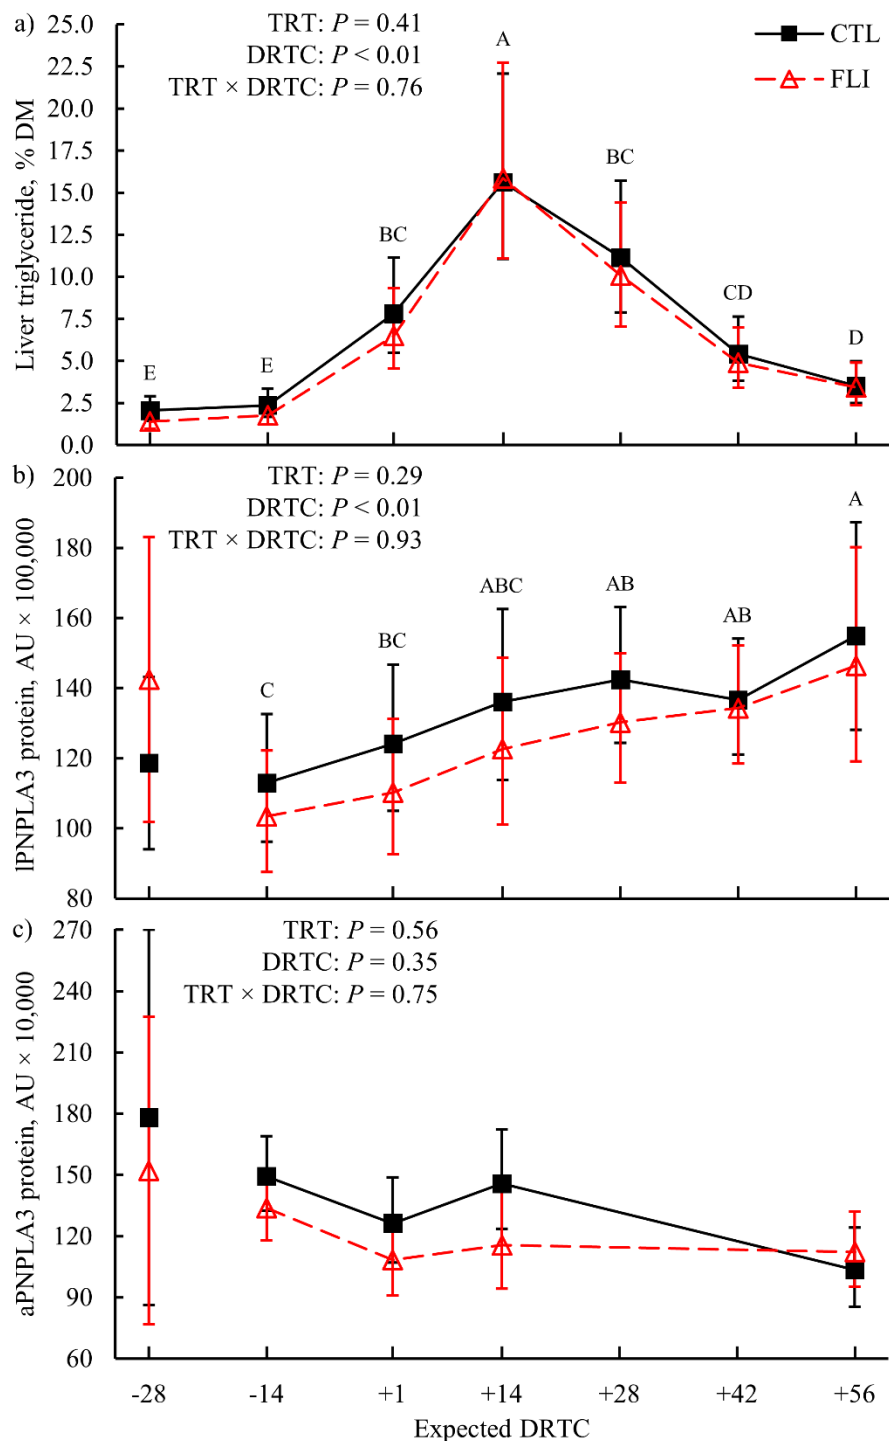 a)
TRT: P = 0.41
DRTC: P < 0.01
TRT × DRTC: P = 0.76
CTL
FLI
Liver triglyceride, % DM
25.0
22.5
20.0
17.5
15.0
12.5
10.0
7.5
5.0
2.5
0.0
E
E
BC
A
BC
CD
D
b)
TRT: P = 0.29
DRTC: P < 0.01
TRT × DRTC: P = 0.93
lPNPLA3 protein, AU × 100,000
200
180
160
140
120
100
80
C
BC
ABC
AB
AB
A
c)
TRT: P = 0.56
DRTC: P = 0.35
TRT × DRTC: P = 0.75
aPNPLA3 protein, AU × 10,000
270
240
210
180
150
120
90
60
-28 -14 +1 +14 +28 +42 +56
Expected DRTC